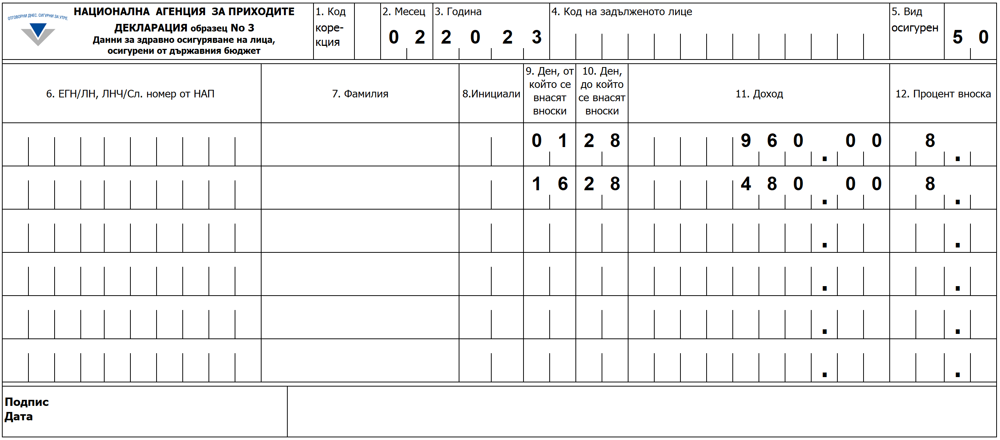 ОТГОВОРНИ ДНЕС. СИГУРНИ ЗА УТРЕ.
НАЦИОНАЛНА АГЕНЦИЯ ЗА ПРИХОДИТЕ
ДЕКЛАРАЦИЯ образец No 3
Данни за здравно осигуряване на лица,
осигурени от държавния бюджет
1. Код
коре-
кция
2. Месец
0 2
3. Година
2 0 2 3
4. Код на задълженото лице
5. Вид
осигурен
5 0
6. ЕГН/ЛН, ЛНЧ/Сл. номер от НАП
7. Фамилия
8.Инициали
9. Ден, от
който се
внасят
вноски
10. Ден,
до който
се внасят
вноски
11. Доход
12. Процент вноска
0 1 2 8 9 6 0 . 0 0 8 .
1 6 2 8 4 8 0 . 0 0 8 .
. .
. .
. .
. .
Подпис
Дата